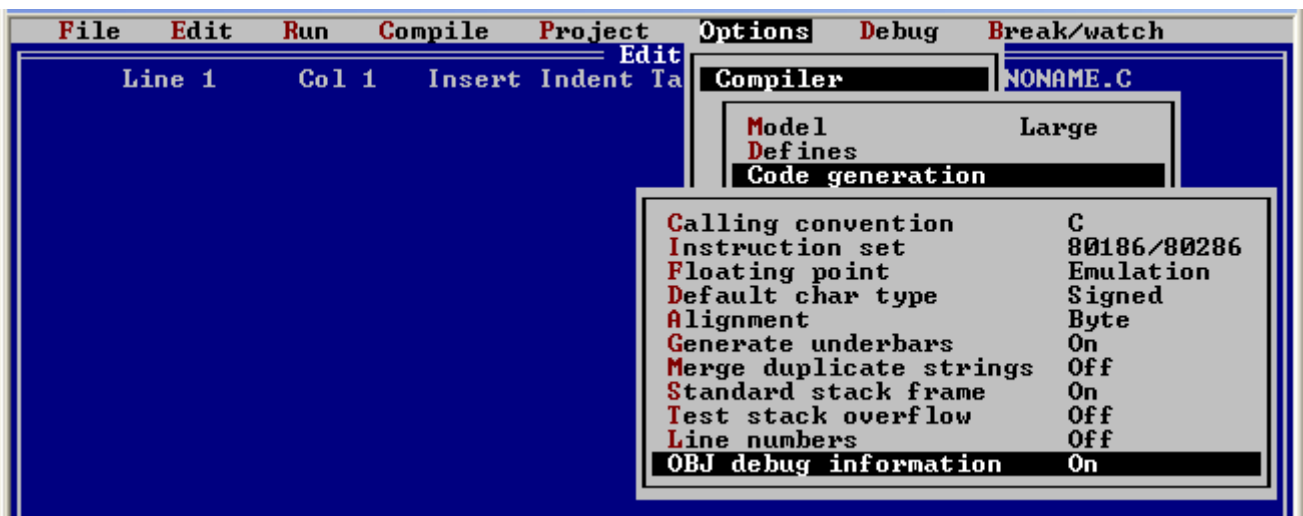 File Edit Run Compile Project Options Debug Break/watch
Edit
Line 1 Col 1 Insert Indent Ta NONAME.C
Compiler
Model Large
Defines
Code generation
Calling convention C
Instruction set 80186/80286
Floating point Emulation
Default char type Signed
Alignment Byte
Generate underbars On
Merge duplicate strings Off
Standard stack frame On
Test stack overflow Off
Line numbers Off
OBJ debug information On